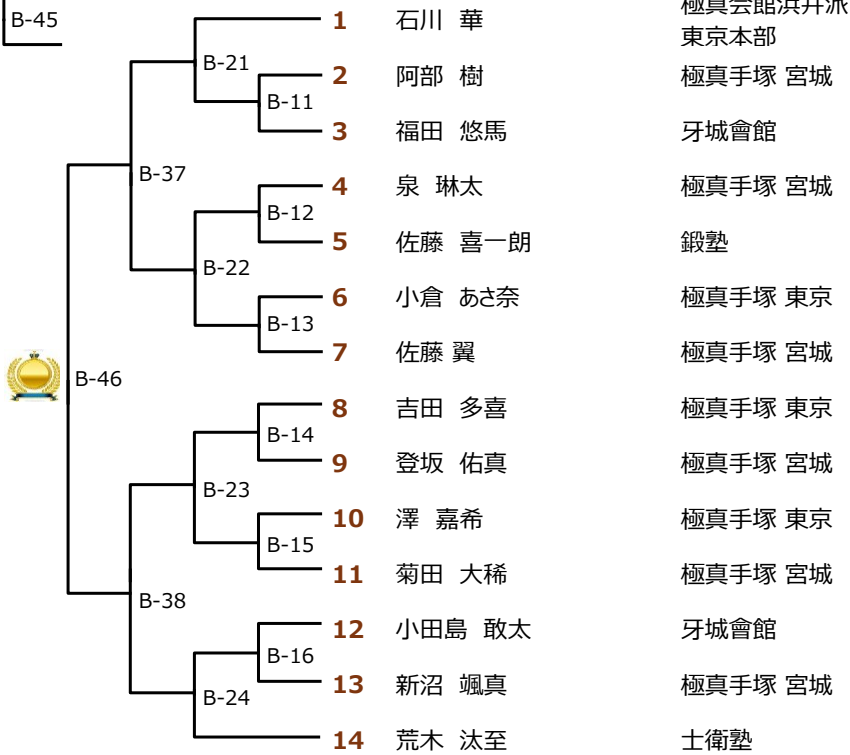 B-45
極真会館浜井派
1 石川 華
東京本部
B-21
2 阿部 樹 極真手塚 宮城
B-11
3 福田 悠馬 牙城會館
B-37
4 泉 琳太 極真手塚 宮城
B-12
5 佐藤 喜一朗 鍛塾
B-22
6 小倉 あさ奈 極真手塚 東京
B-13
7 佐藤 翼 極真手塚 宮城
B-46
8 吉田 多喜 極真手塚 東京
B-14
9 登坂 佑真 極真手塚 宮城
B-23
10 澤 嘉希 極真手塚 東京
B-15
11 菊田 大稀 極真手塚 宮城
B-38
12 小田島 敢太 牙城會館
B-16
13 新沼 颯真 極真手塚 宮城
B-24
14 荒木 汰至 士衛塾